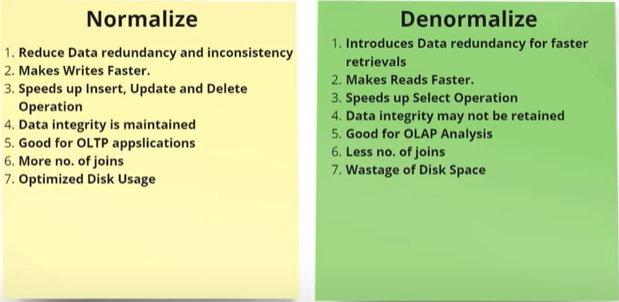 Normalize
1. Reduce Data redundancy and inconsistency
2. Makes Writes Faster.
3. Speeds up Insert, Update and Delete
Operation
4. Data integrity is maintained
5. Good for OLTP appslications
6. More no. of joins
7. Optimized Disk Usage
Denormalize
1. Introduces Data redundancy for faster
retrievals
2. Makes Reads Faster.
3. Speeds up Select Operation
4. Data integrity may not be retained
5. Good for OLAP Analysis
6. Less no. of joins
7. Wastage of Disk Space